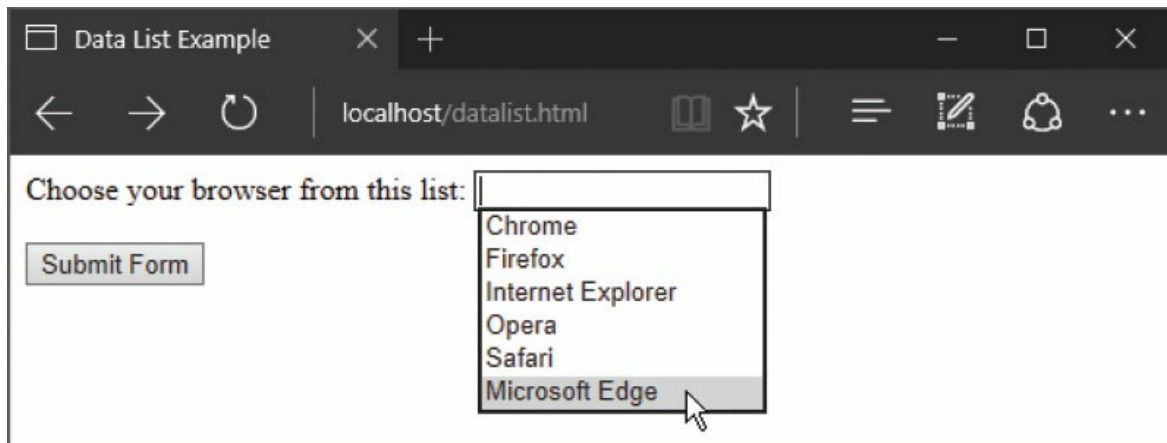 Data List Example
localhost/datalist.html
Choose your browser from this list:
Chrome
Firefox
Internet Explorer
Opera
Safari
Microsoft Edge
Submit Form